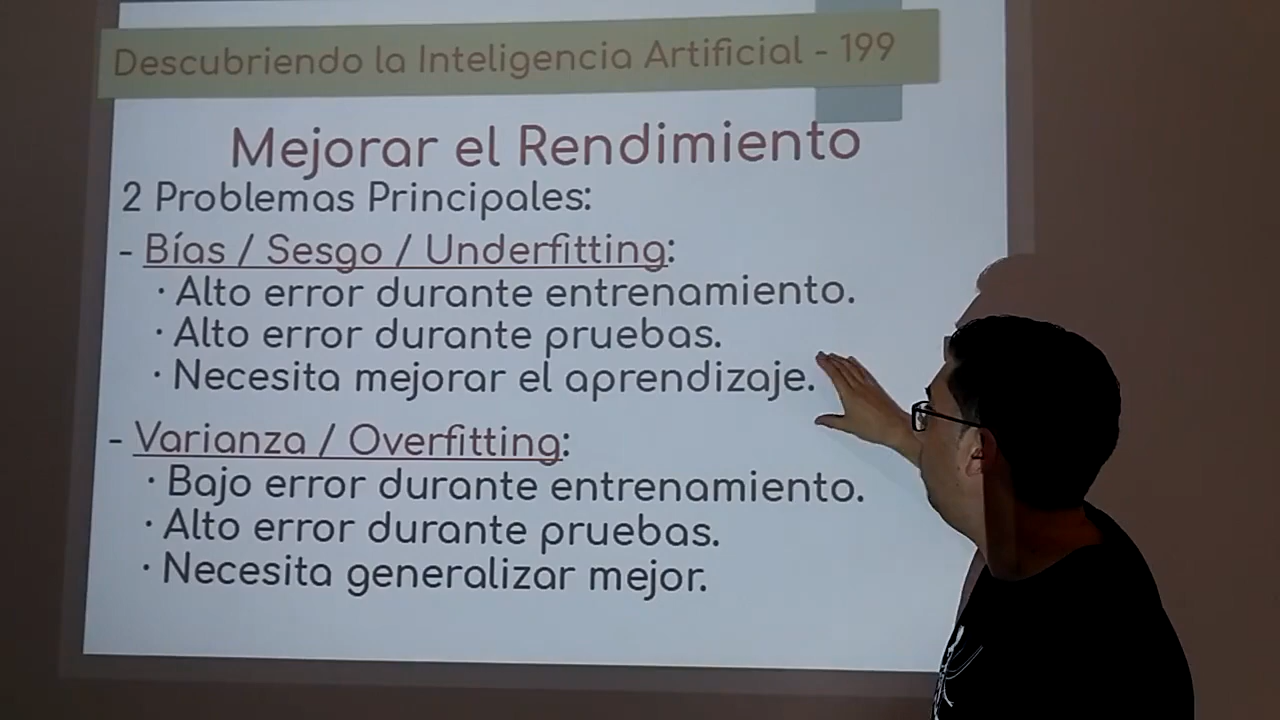 Descubriendo la Inteligencia Artificial - 199
Mejorar el Rendimiento
2 Problemas Principales:
- Bías / Sesgo / Underfitting:
· Alto error durante entrenamiento.
· Alto error durante pruebas.
· Necesita mejorar el aprendizaje.
- Varianza / Overfitting:
· Bajo error durante entrenamiento.
· Alto error durante pruebas.
· Necesita generalizar mejor.